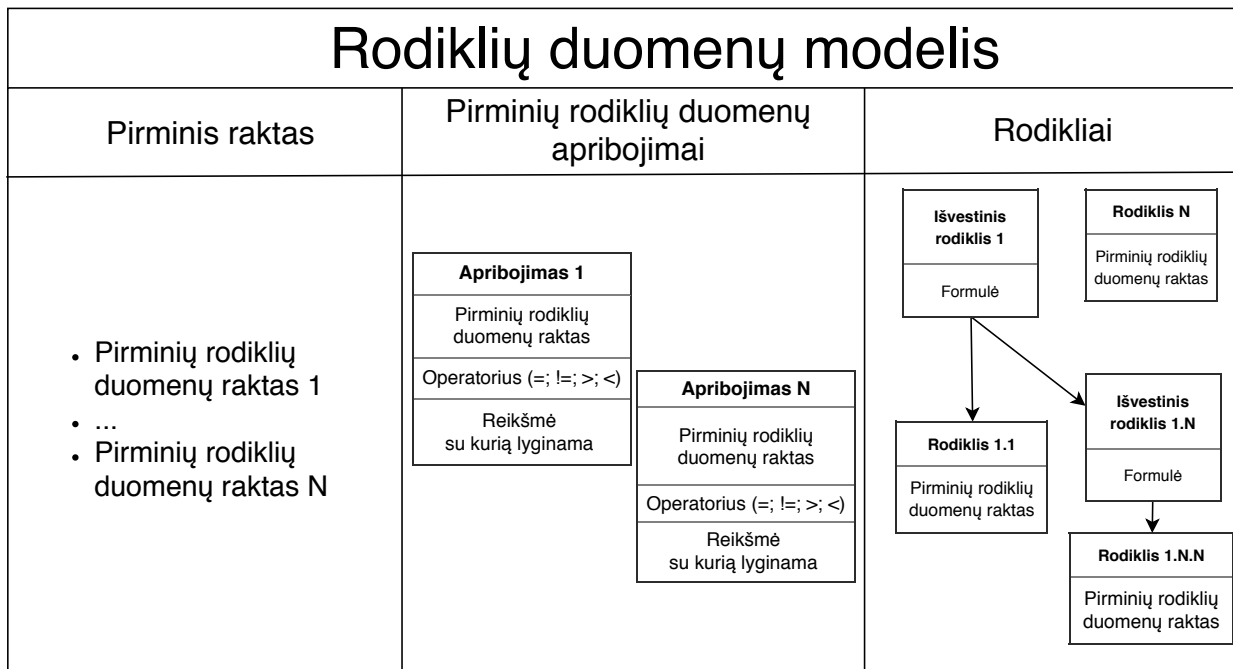 Rodiklių duomenų modelis
Pirminis raktas
Pirminių rodiklių duomenų
apribojimai
Rodikliai
• Pirminių rodiklių
duomenų raktas 1
• ...
• Pirminių rodiklių
duomenų raktas N
Apribojimas 1
Pirminių rodiklių
duomenų raktas
Operatorius (=; !=; >; <)
Reikšmė
su kurią lyginama
Apribojimas N
Pirminių rodiklių
duomenų raktas
Operatorius (=; !=; >; <)
Reikšmė
su kurią lyginama
Išvestinis
rodiklis 1
Formulė
Rodiklis N
Pirminių rodiklių
duomenų raktas
Rodiklis 1.1
Pirminių rodiklių
duomenų raktas
Išvestinis
rodiklis 1.N
Formulė
Rodiklis 1.N.N
Pirminių rodiklių
duomenų raktas